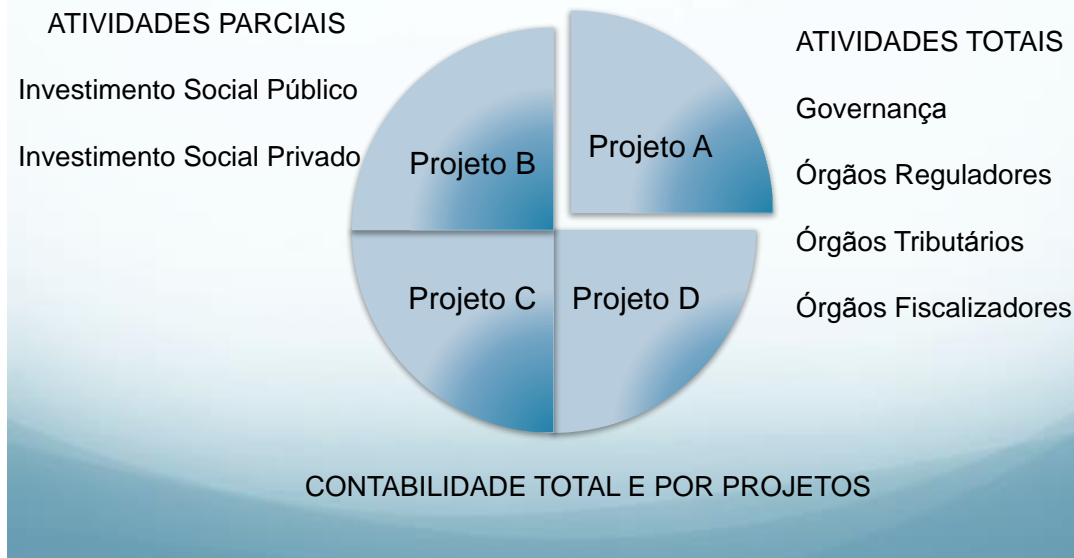 ATIVIDADES PARCIAIS
Investimento Social Público
Investimento Social Privado
Projeto B
Projeto A
Projeto C
Projeto D
ATIVIDADES TOTAIS
Governança
Órgãos Reguladores
Órgãos Tributários
Órgãos Fiscalizadores
CONTABILIDADE TOTAL E POR PROJETOS